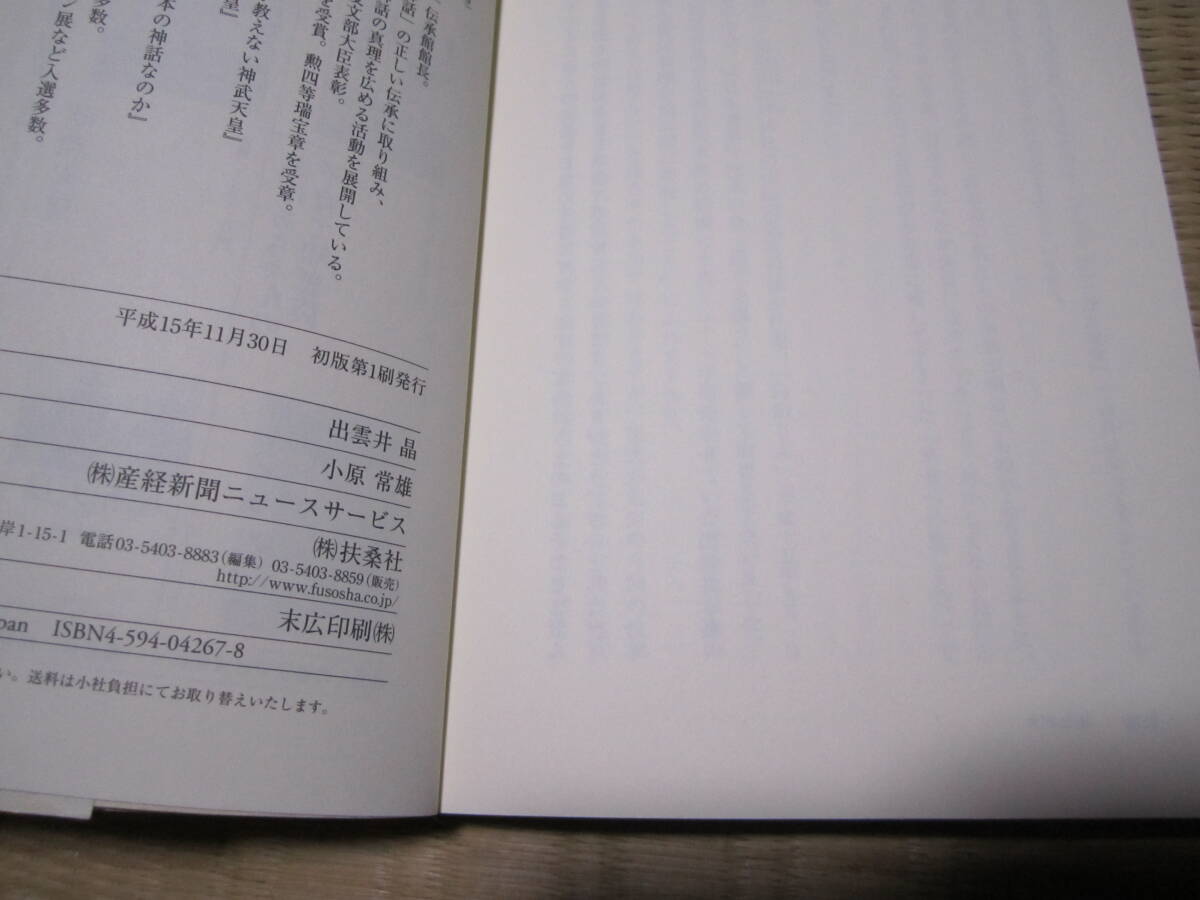 伝承館館長。
話」の正しい伝承に取り組み、
話の真理を広める活動を展開している。
文部大臣表彰。
を受賞。勲四等瑞宝章を受章。
教えない神武天皇』
皇』
本の神話なのか』
多数。
ン展など入選多数。
平成15年11月30日　初版第1刷発行
出雲井 晶
小原 常雄
㈱産経新聞ニュースサービス
㈱扶桑社
岸1-15-1 電話03-5403-8883（編集） 03-5403-8859（販売）
http://www.fusosha.co.jp/
末広印刷㈱
pan ISBN4-594-04267-8
い。送料は小社負担にてお取り替えいたします。